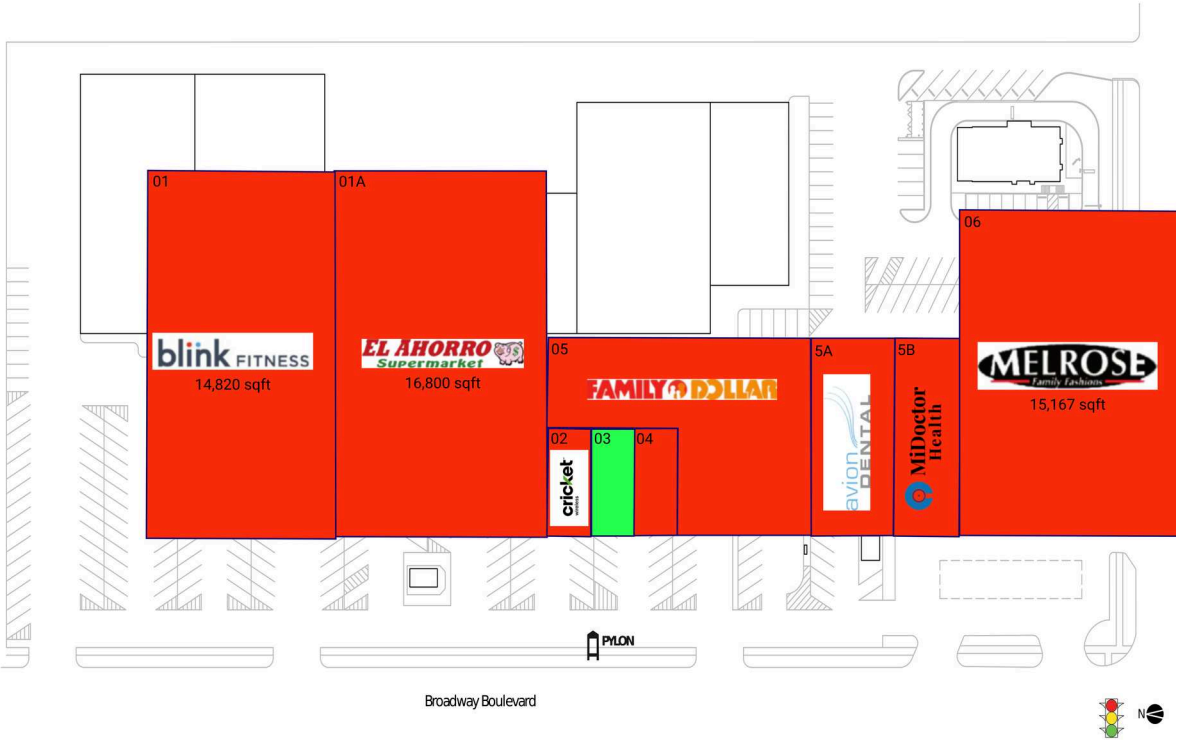 01
01A
06
blink FITNESS
14,820 sqft
EL AHORRO
Supermarket
16,800 sqft
05
FAMILY DOLLAR
5A
avion
DENTAL
5B
MiDoctor
Health
MELROSE
Family Fashions
15,167 sqft
02
cricket
wireless
03
04
PYLON
Broadway Boulevard
N